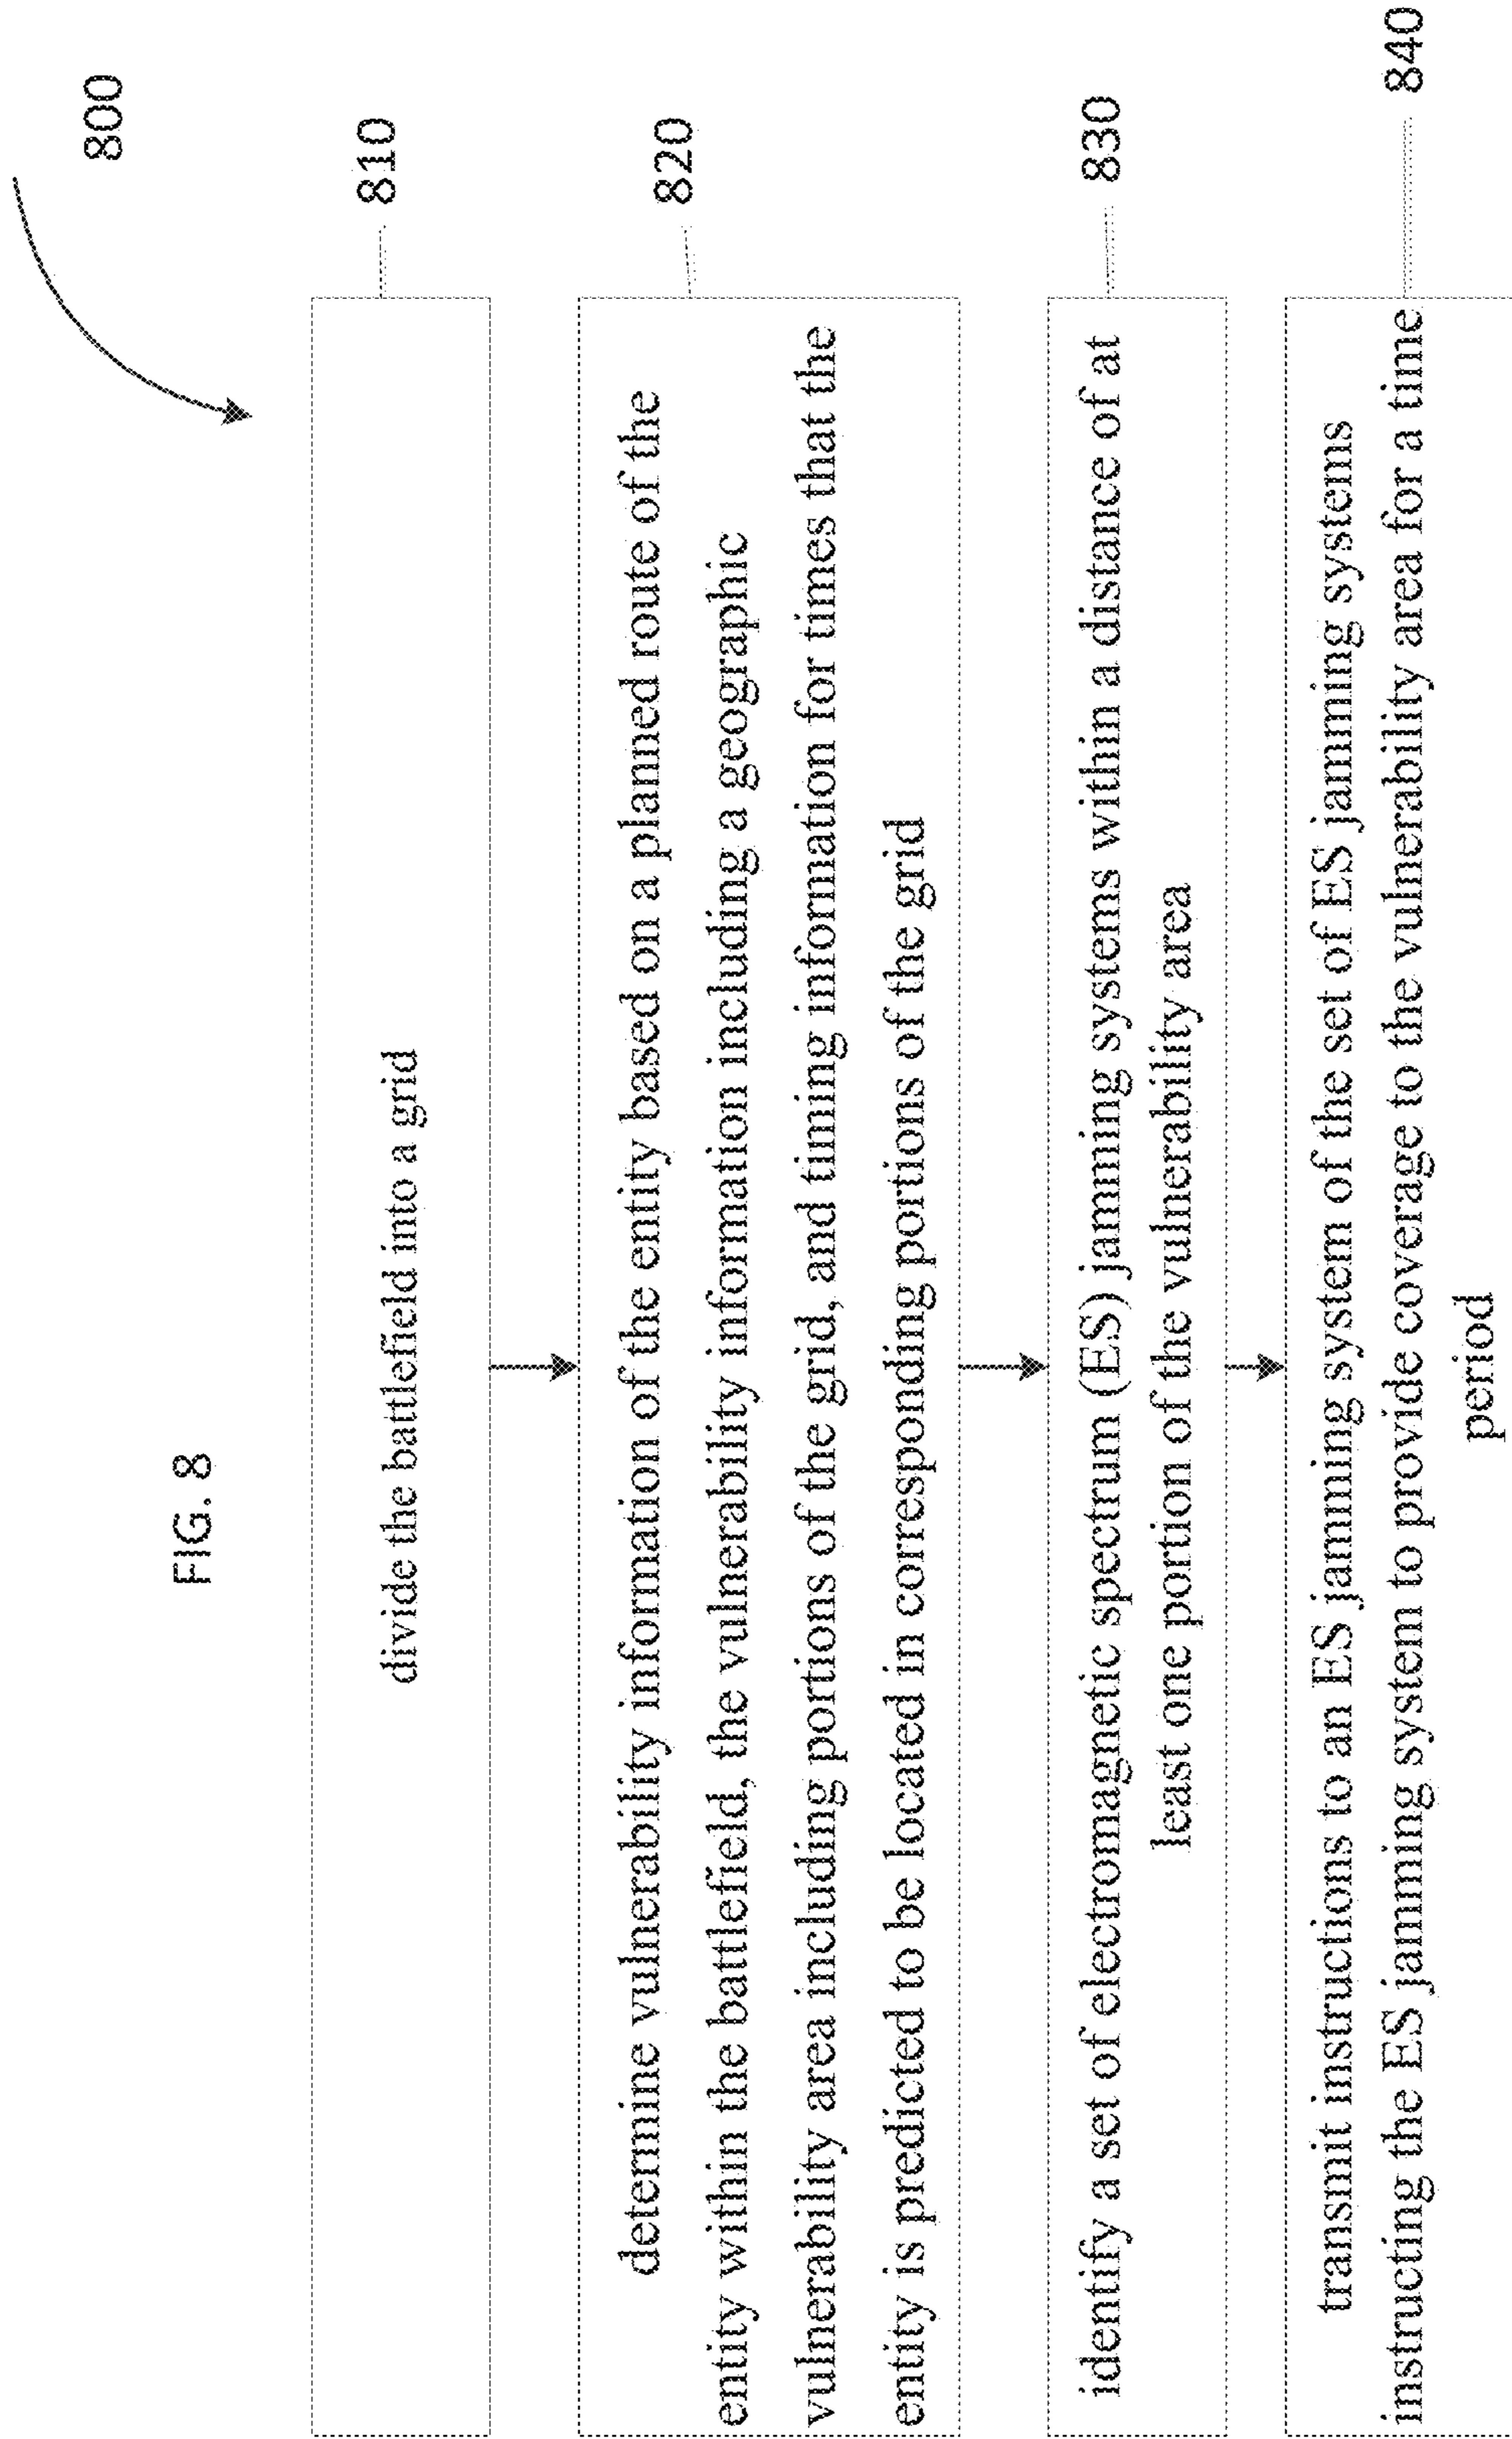 800
FIG. 8
divide the battlefield into a grid
810
determine vulnerability information of the entity based on a planned route of the
entity within the battlefield, the vulnerability information including a geographic
vulnerability area including portions of the grid, and timing information for times that the
entity is predicted to be located in corresponding portions of the grid
820
identify a set of electromagnetic spectrum (ES) jamming systems within a distance of at
least one portion of the vulnerability area
830
transmit instructions to an ES jamming system of the set of ES jamming systems
instructing the ES jamming system to provide coverage to the vulnerability area for a time
period
840